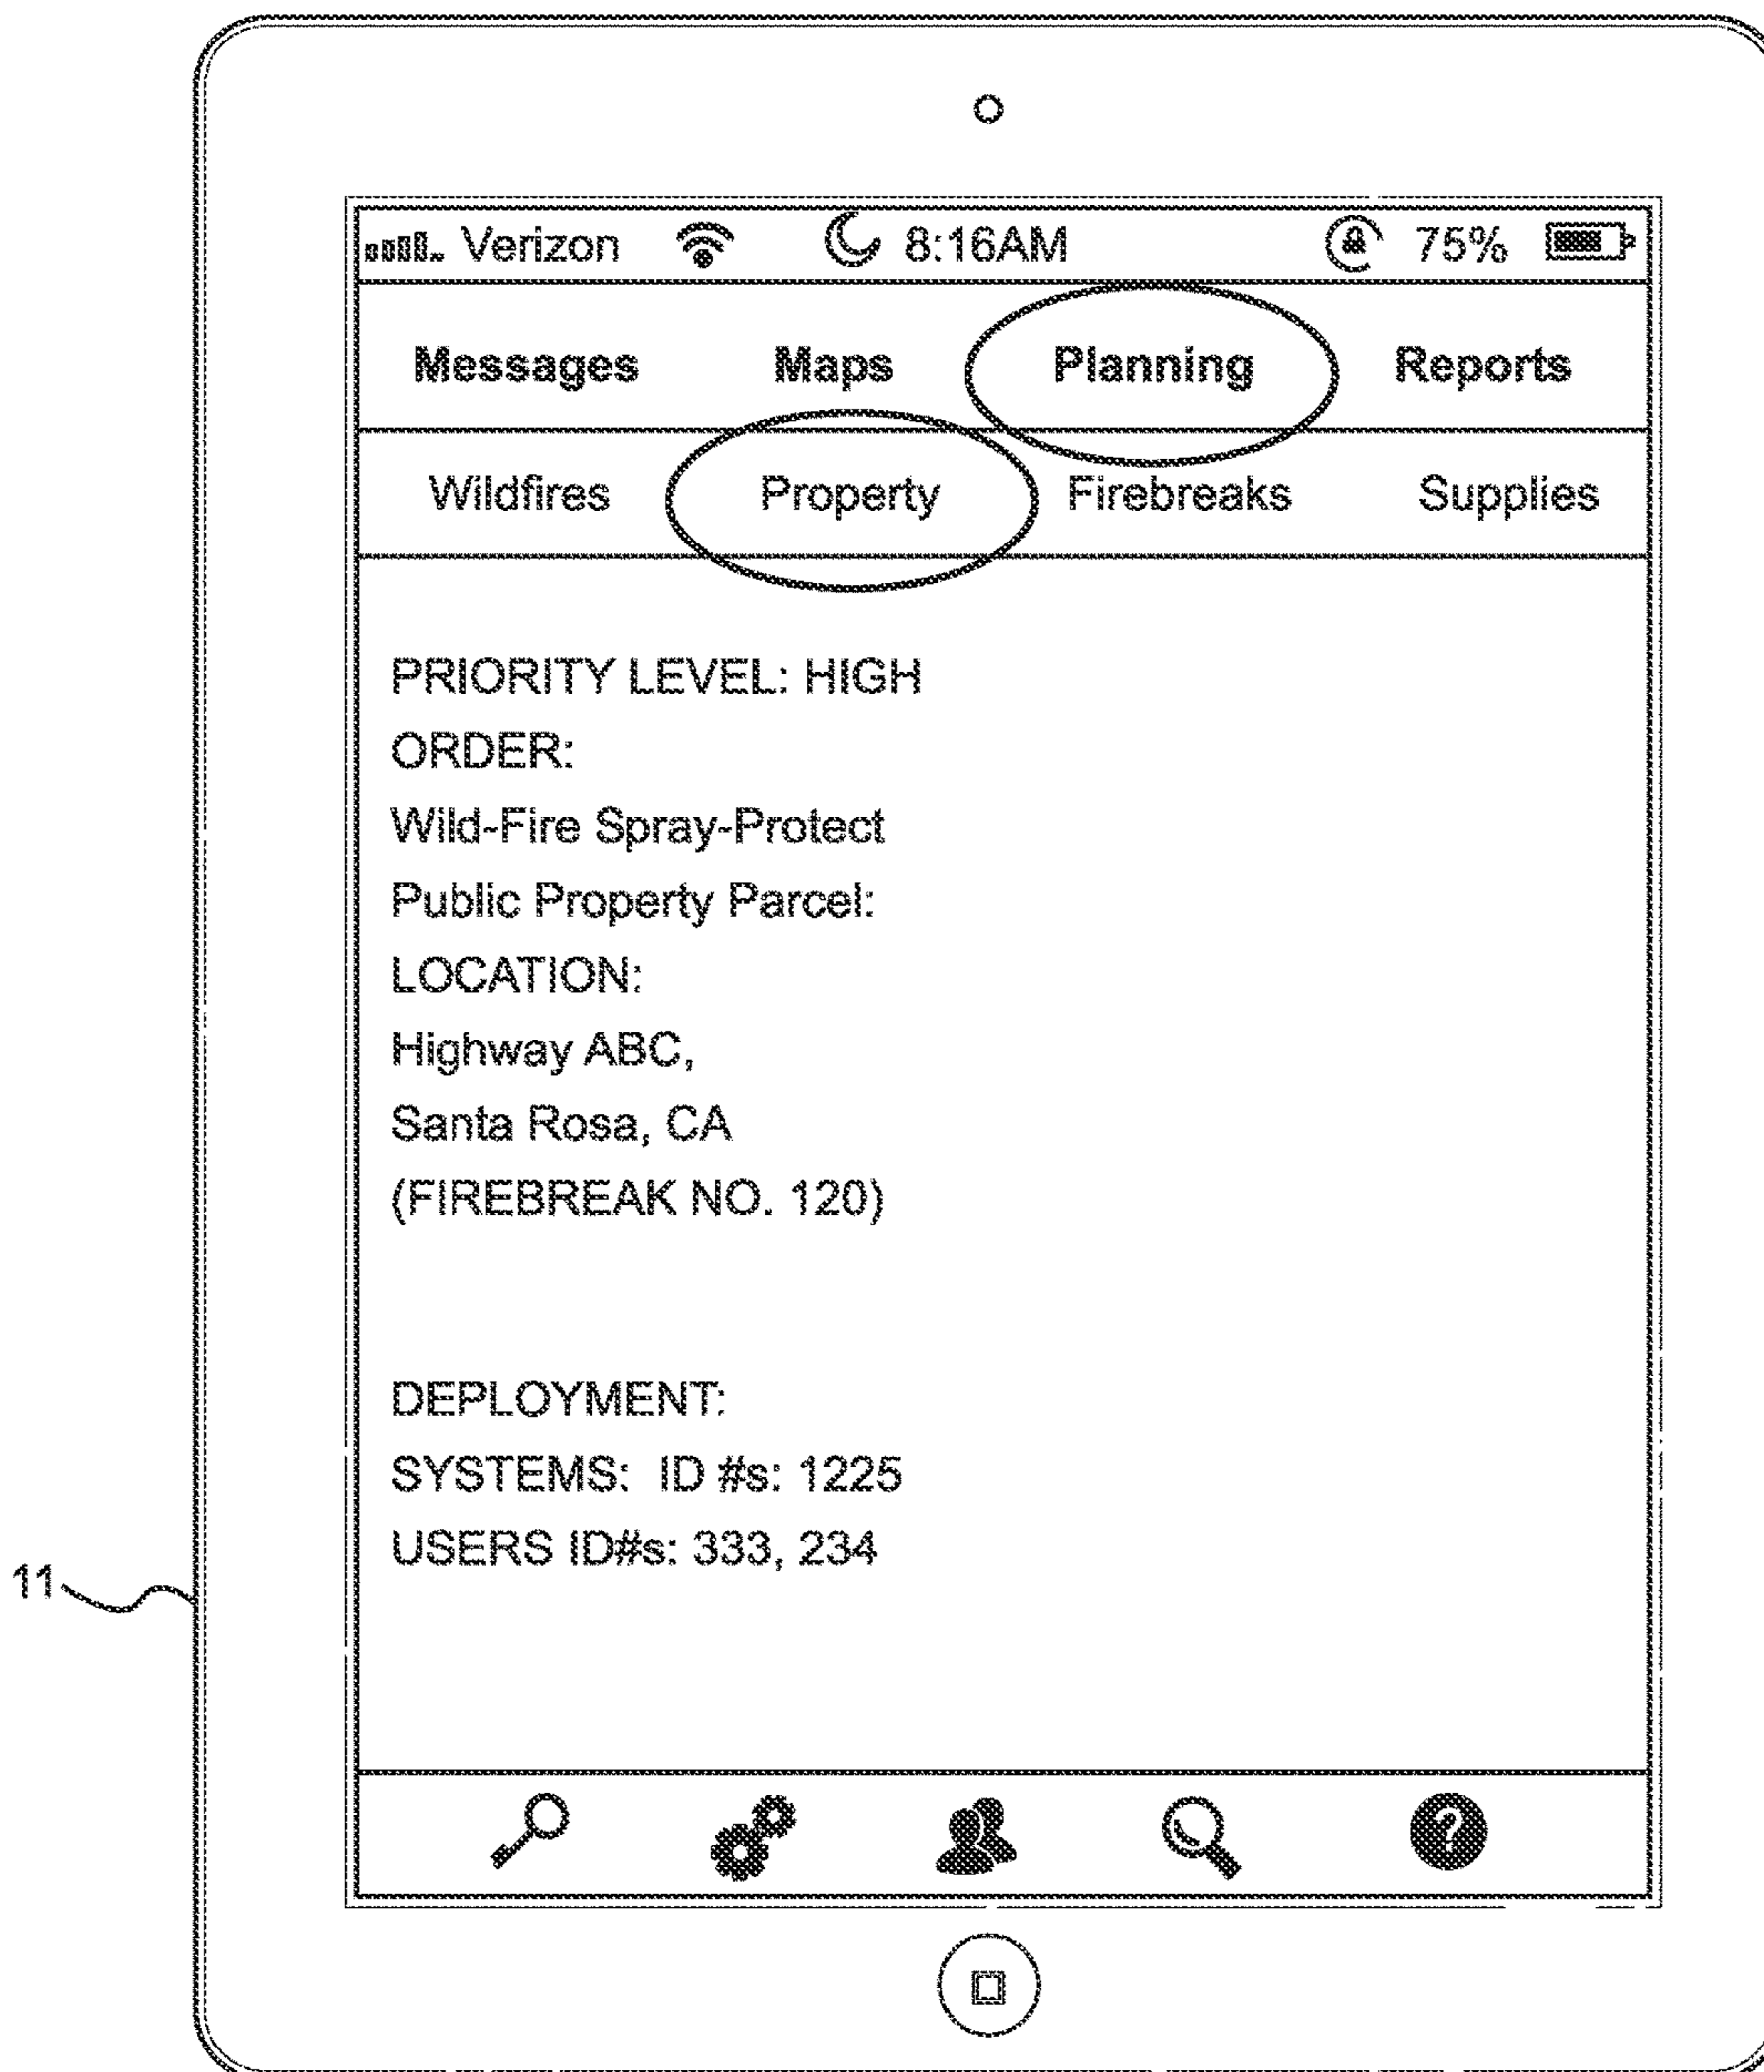 Verizon 8:16AM 75%
Messages Maps Planning Reports
Wildfires Property Firebreaks Supplies
PRIORITY LEVEL: HIGH
ORDER:
Wild-Fire Spray-Protect
Public Property Parcel:
LOCATION:
Highway ABC,
Santa Rosa, CA
(FIREBREAK NO. 120)
DEPLOYMENT:
SYSTEMS: ID #s: 1225
USERS ID#s: 333, 234
11
?